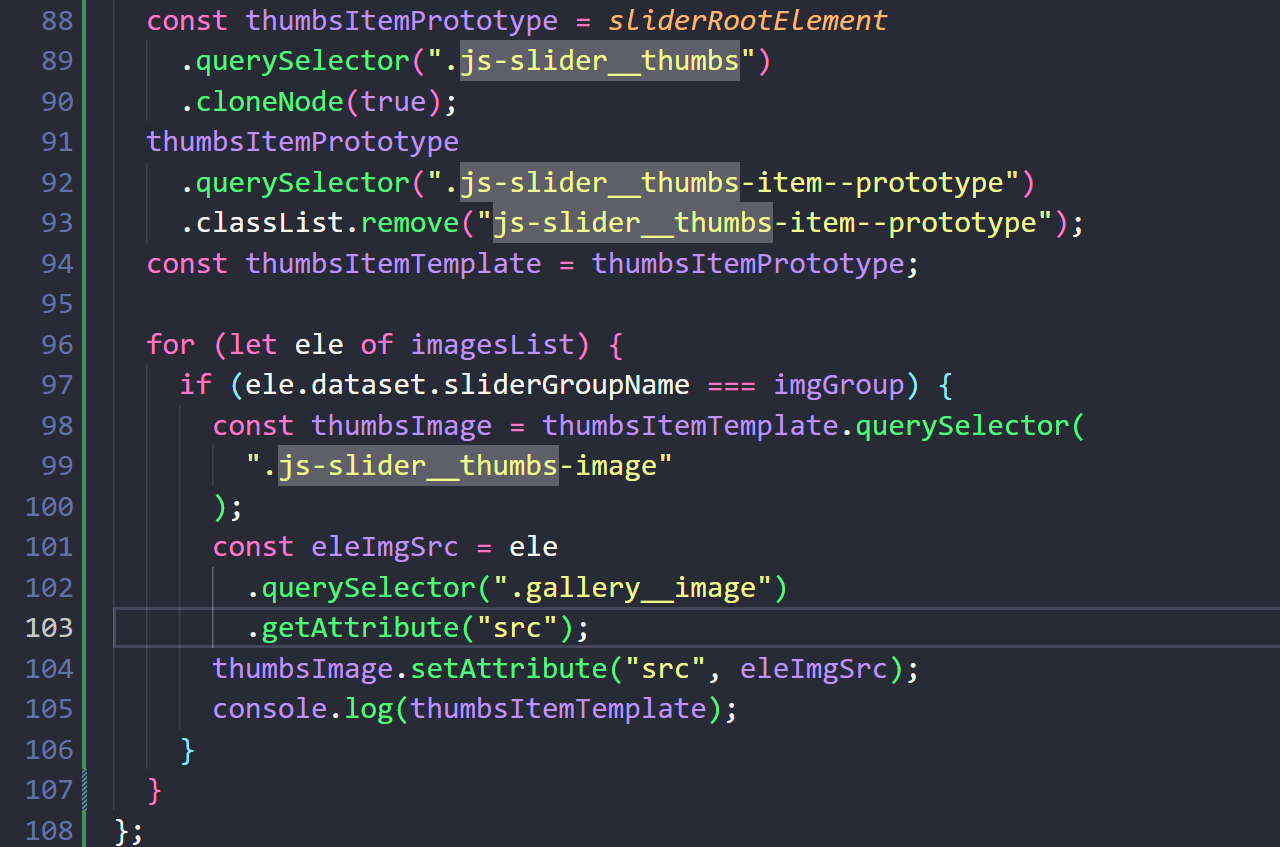 88 const thumbsItemPrototype = sliderRootElement
89 .querySelector(".js-slider__thumbs")
90 .cloneNode(true);
91 thumbsItemPrototype
92 .querySelector(".js-slider__thumbs-item--prototype")
93 .classList.remove("js-slider__thumbs-item--prototype");
94 const thumbsItemTemplate = thumbsItemPrototype;
95
96 for (let ele of imagesList) {
97 if (ele.dataset.sliderGroupName === imgGroup) {
98 const thumbsImage = thumbsItemTemplate.querySelector(
99 ".js-slider__thumbs-image"
100 );
101 const eleImgSrc = ele
102 .querySelector(".gallery__image")
103 .getAttribute("src");
104 thumbsImage.setAttribute("src", eleImgSrc);
105 console.log(thumbsItemTemplate);
106 }
107 }
108 };